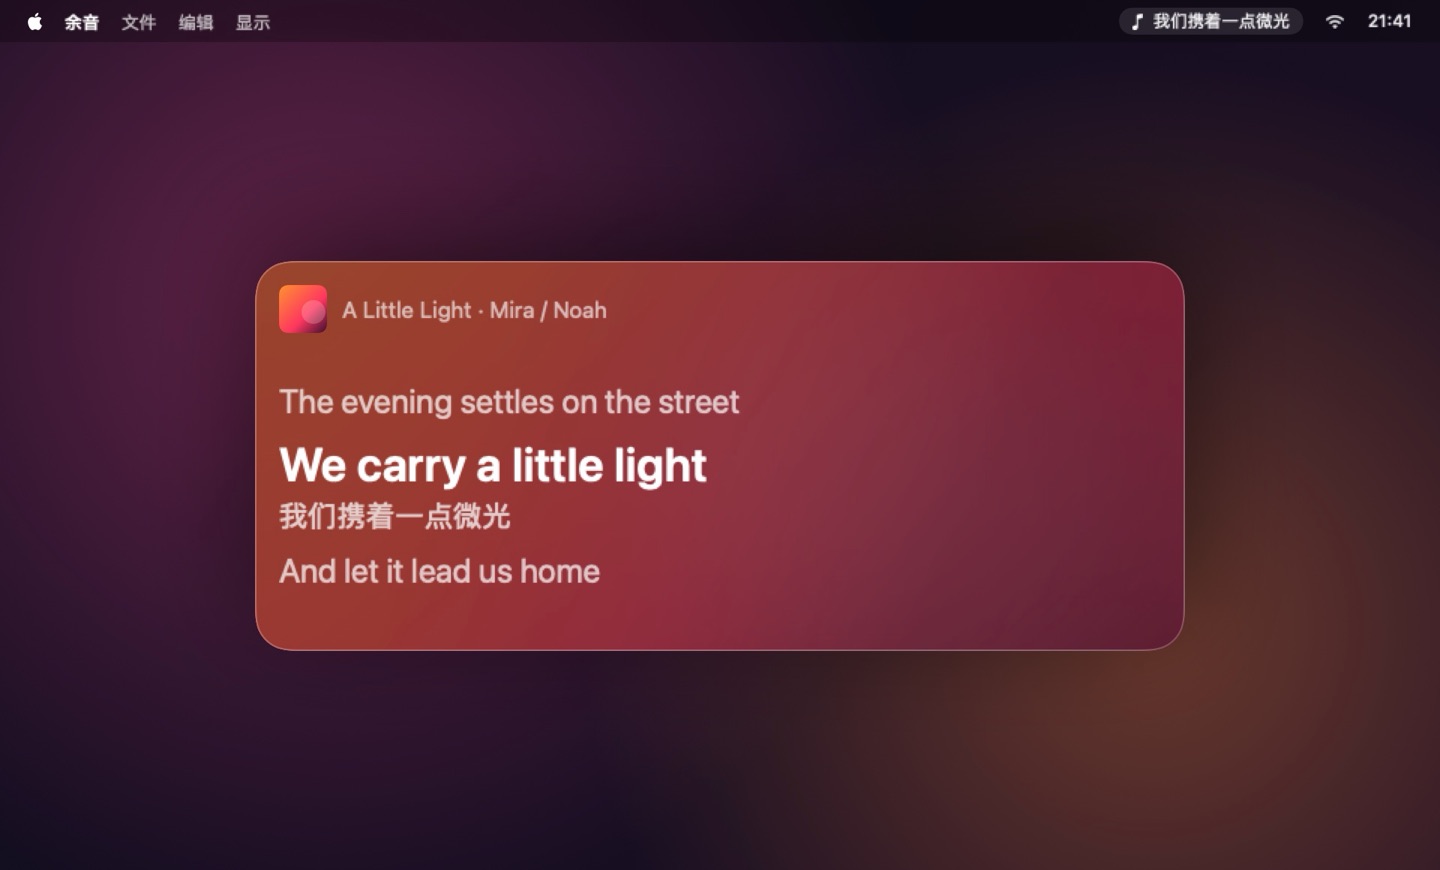 余音 文件 编辑 显示 我们携着一点微光 21:41
A Little Light · Mira / Noah
The evening settles on the street
We carry a little light
我们携着一点微光
And let it lead us home